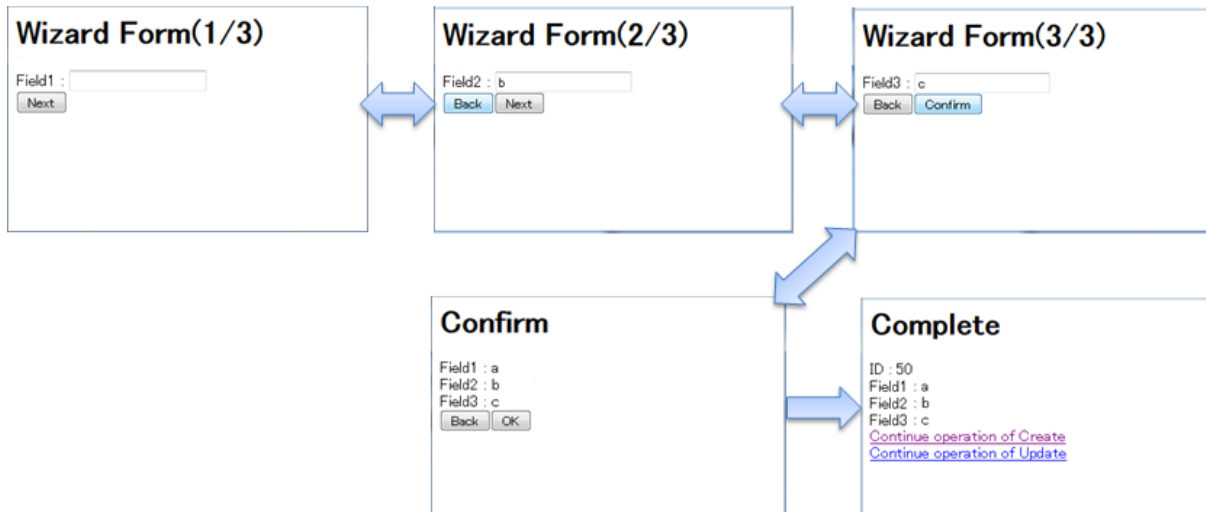 Wizard Form(1/3)
Field1 :
Next
Wizard Form(2/3)
Field2 : b
Back Next
Wizard Form(3/3)
Field3 : c
Back Confirm
Confirm
Field1 : a
Field2 : b
Field3 : c
Back OK
Complete
ID : 50
Field1 : a
Field2 : b
Field3 : c
Continue operation of Create
Continue operation of Update